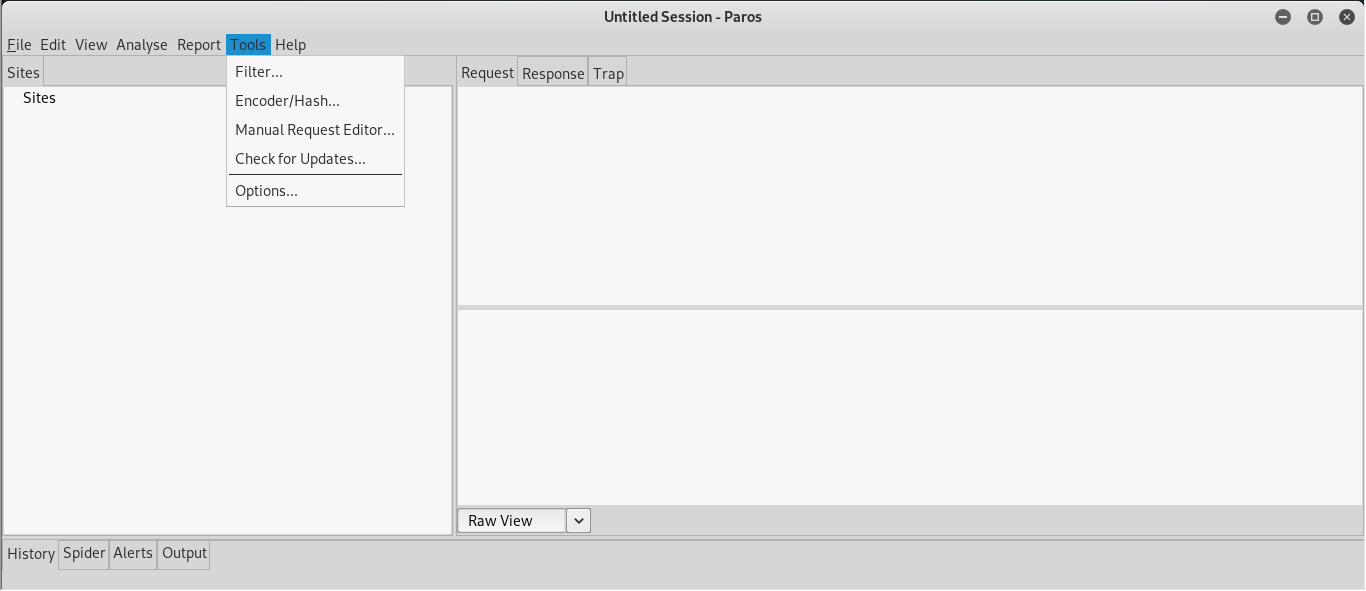 Untitled Session - Paros
File Edit View Analyse Report Tools Help
Sites
Request Response Trap
Sites
Filter...
Encoder/Hash...
Manual Request Editor...
Check for Updates...
Options...
Raw View
History Spider Alerts Output